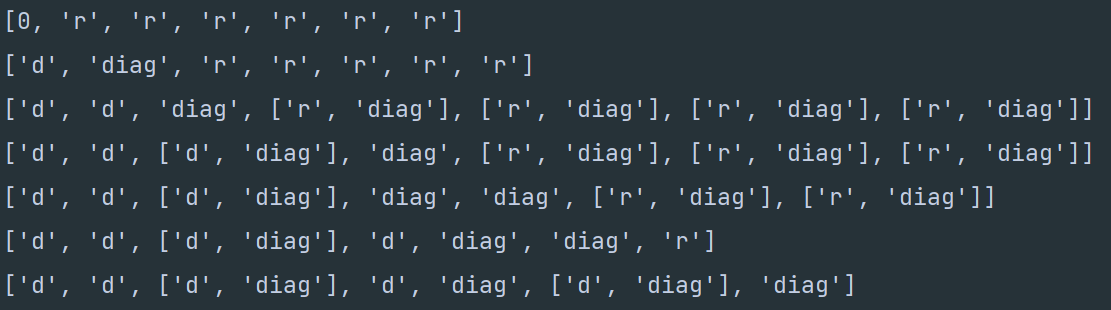 [0, 'r', 'r', 'r', 'r', 'r', 'r']
['d', 'diag', 'r', 'r', 'r', 'r', 'r']
['d', 'd', 'diag', ['r', 'diag'], ['r', 'diag'], ['r', 'diag'], ['r', 'diag']]
['d', 'd', ['d', 'diag'], 'diag', ['r', 'diag'], ['r', 'diag'], ['r', 'diag']]
['d', 'd', ['d', 'diag'], 'diag', 'diag', ['r', 'diag'], ['r', 'diag']]
['d', 'd', ['d', 'diag'], 'd', 'diag', 'diag', 'r']
['d', 'd', ['d', 'diag'], 'd', 'diag', ['d', 'diag'], 'diag']